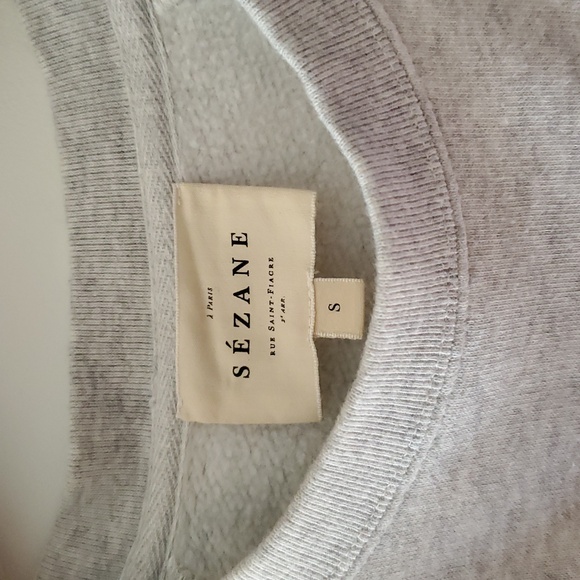 à Paris
SÉZANE
RUE SAINT-FIACRE
2e ARR.
S